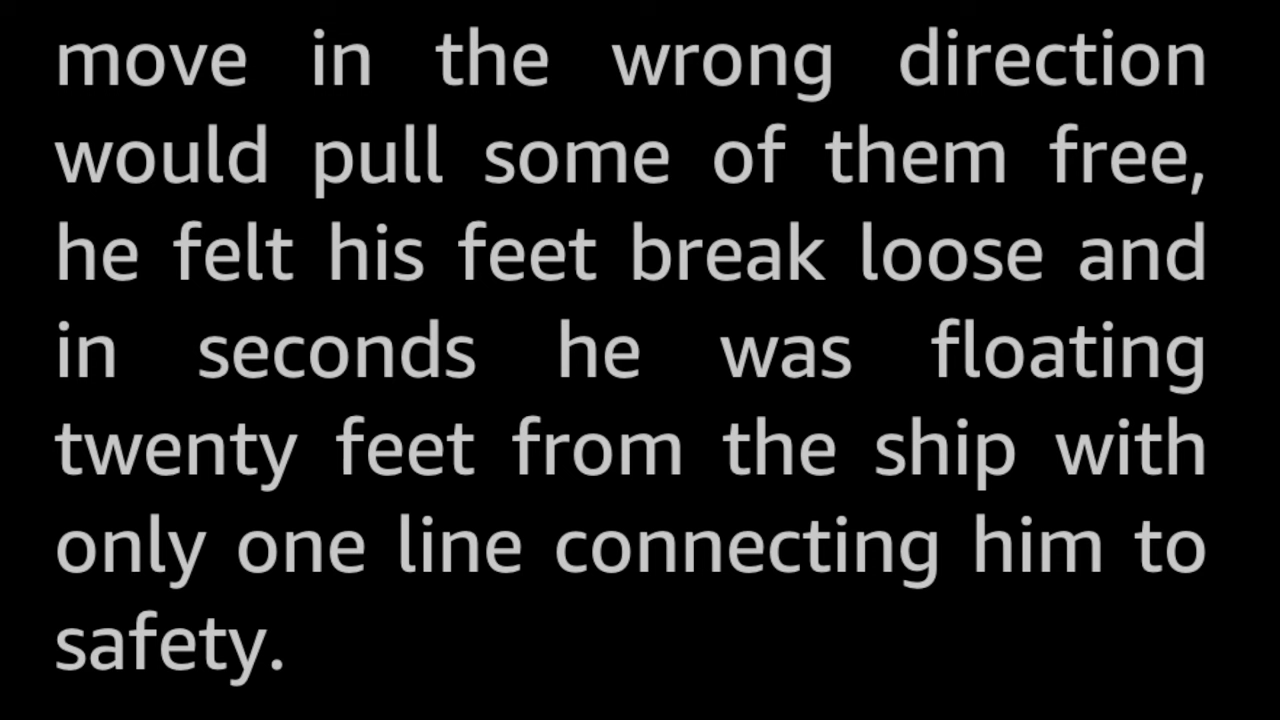 move in the wrong direction
would pull some of them free,
he felt his feet break loose and
in seconds he was floating
twenty feet from the ship with
only one line connecting him to
safety.